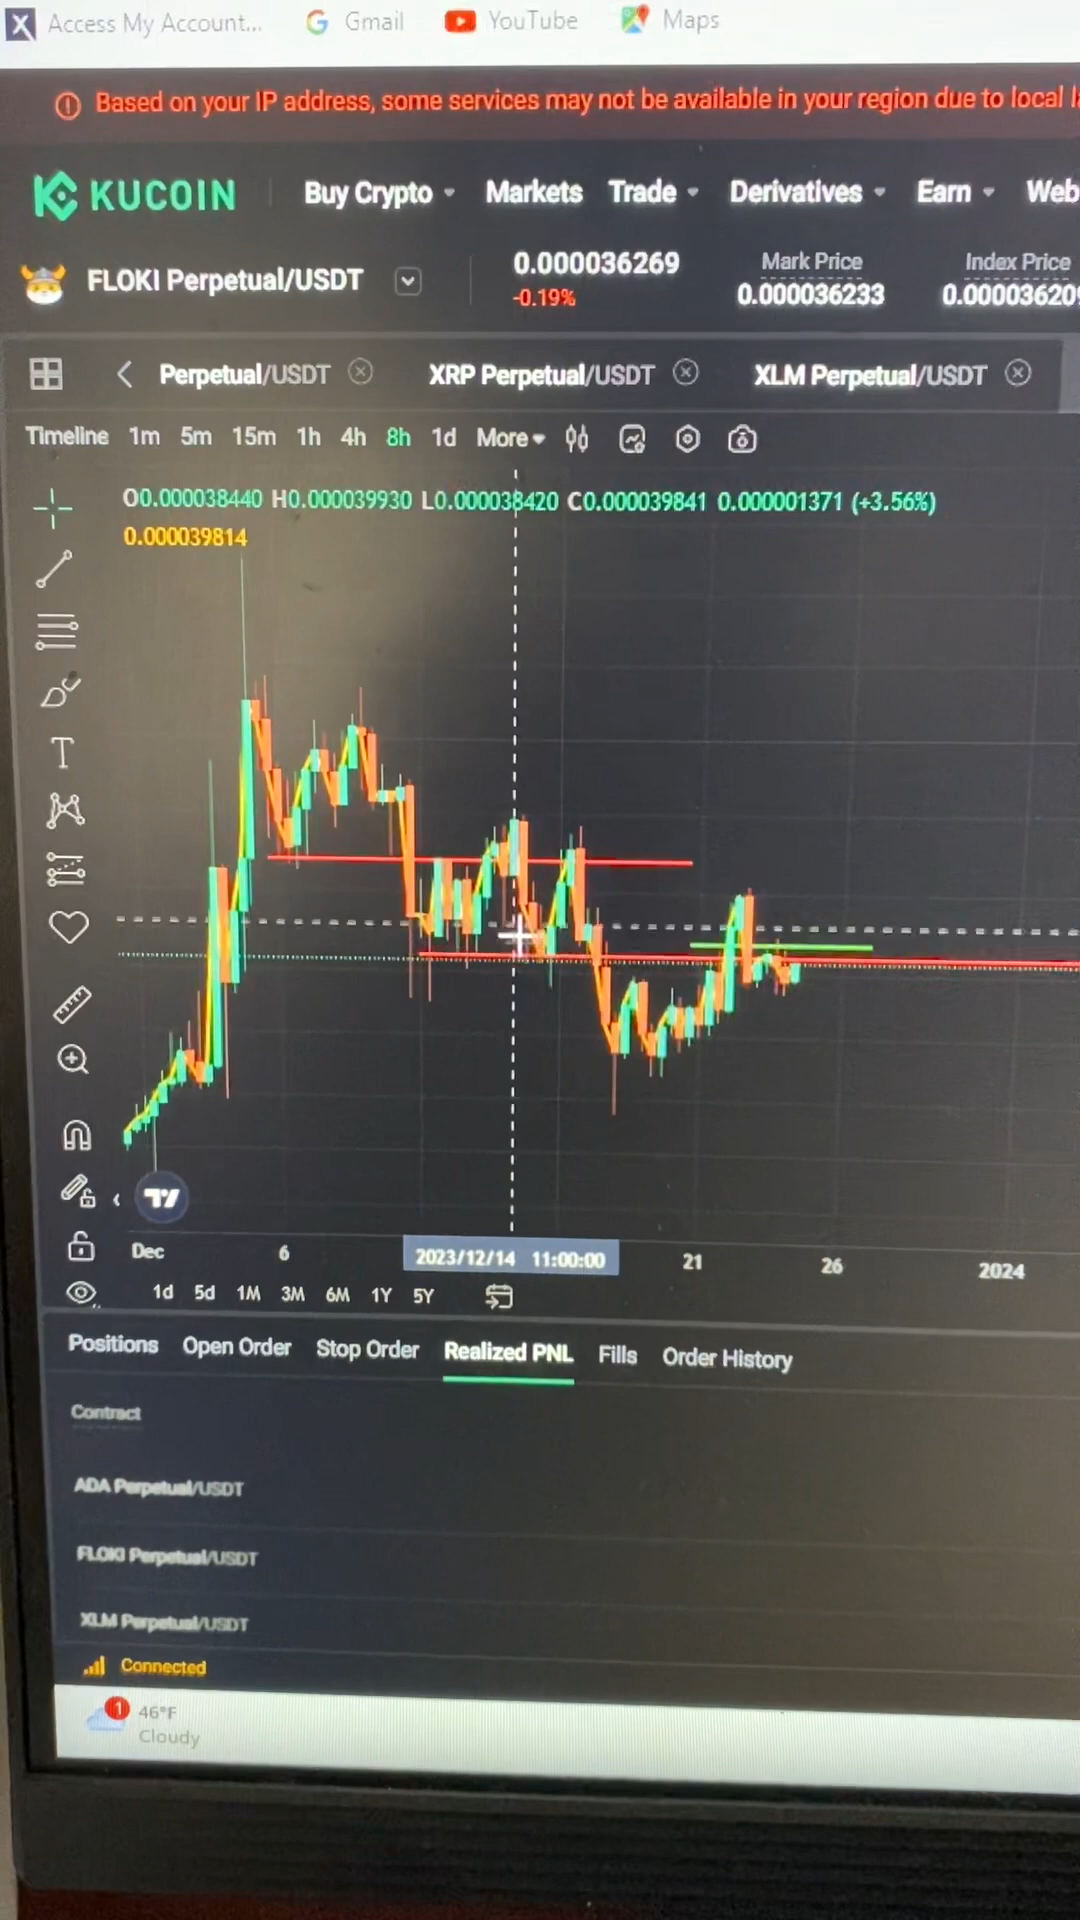 Access My Account... Gmail YouTube Maps
Based on your IP address, some services may not be available in your region due to local
KUCOIN Buy Crypto Markets Trade Derivatives Earn Web
FLOKI Perpetual/USDT
0.000036269
-0.19%
Mark Price
0.000036233
Index Price
0.00003620
Perpetual/USDT XRP Perpetual/USDT XLM Perpetual/USDT
Timeline 1m 5m 15m 1h 4h 8h 1d More
O0.000038440 H0.000039930 L0.000038420 C0.000039841 0.000001371 (+3.56%)
0.000039814
T
Dec 6 2023/12/14 11:00:00 21 26 2024
1d 5d 1M 3M 6M 1Y 5Y
Positions Open Order Stop Order Realized PNL Fills Order History
Contract
ADA Perpetual/USDT
FLOKI Perpetual/USDT
XLM Perpetual/USDT
Connected
1 46°F
Cloudy